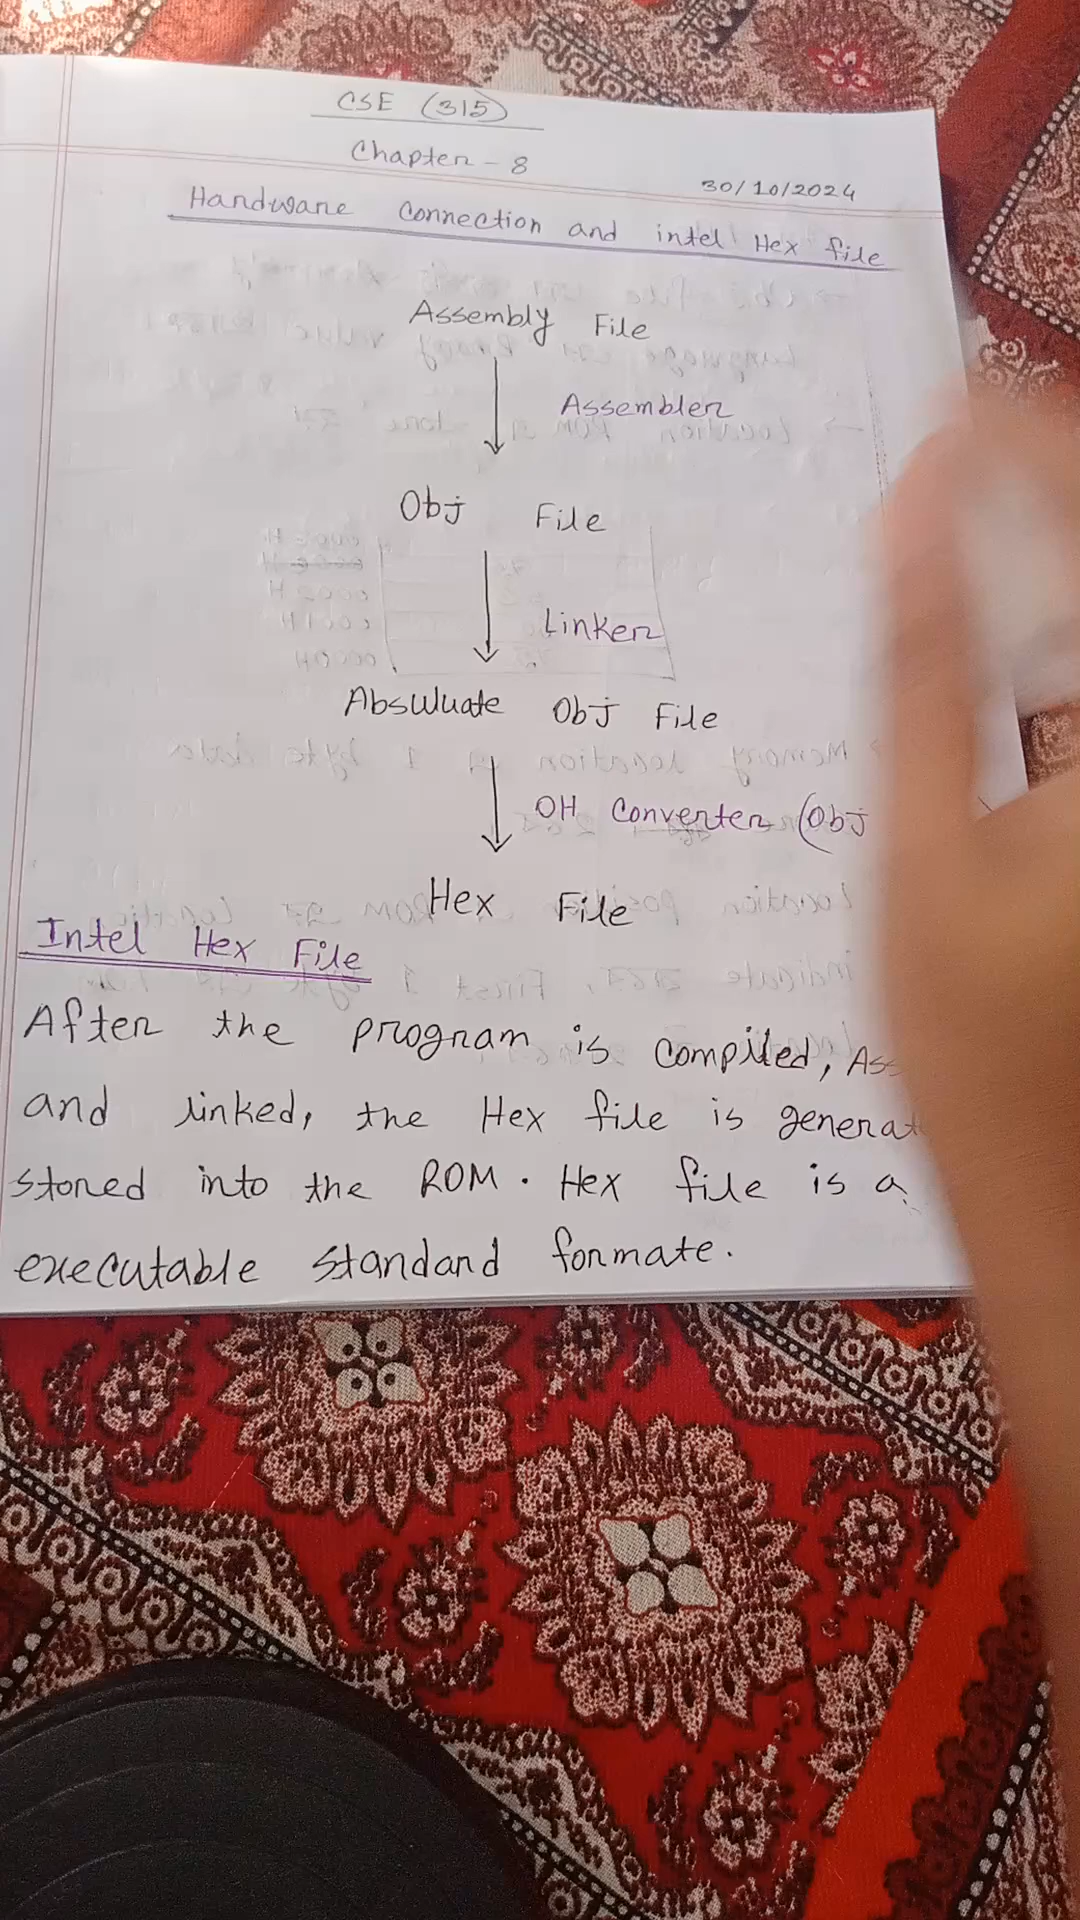 CSE (315)
Chapter - 8
30/10/2024
Hardware Connection and intel Hex file
Assembly File
Assembler
Obj File
Linker
Abswluate Obj File
OH Converter (Obj
Hex File
Intel Hex File
After the program is compiled,
and linked, the Hex file is
stored into the ROM. Hex file is a
executable standard formate.